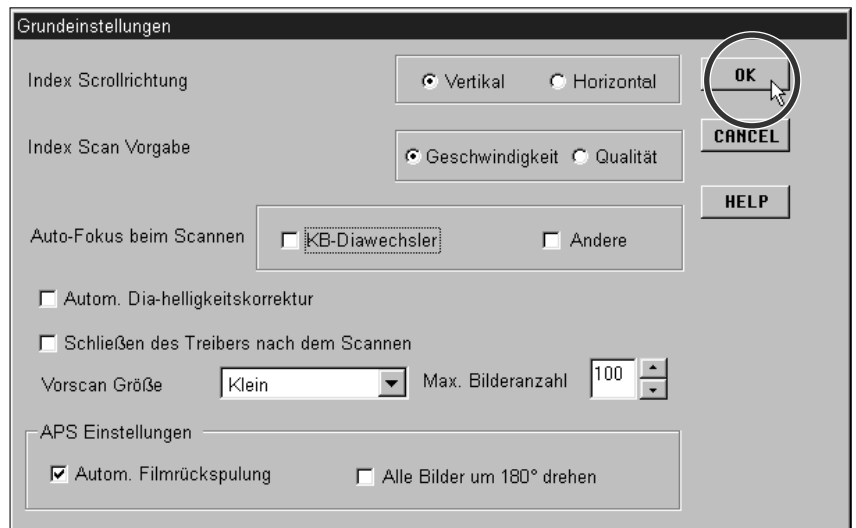 Grundeinstellungen
Index Scrollrichtung
Vertikal Horizontal
OK
Index Scan Vorgabe
Geschwindigkeit Qualität
CANCEL
HELP
Auto-Fokus beim Scannen KB-Diawechsler Andere
Autom. Dia-helligkeitskorrektur
Schließen des Treibers nach dem Scannen
Vorscan Größe Klein Max. Bilderanzahl 100
APS Einstellungen
Autom. Filmrückspulung Alle Bilder um 180° drehen